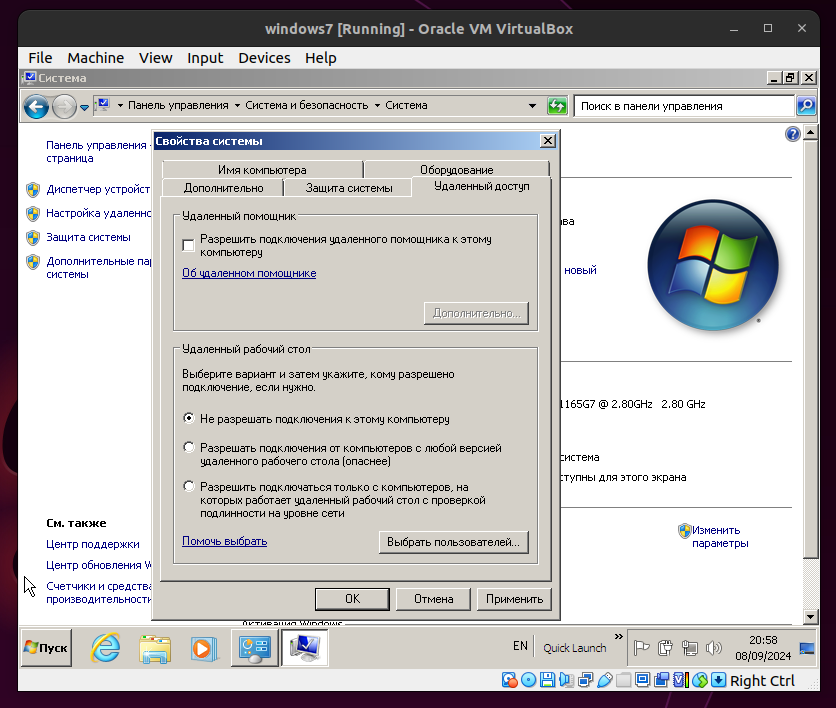 windows7 [Running] - Oracle VM VirtualBox
File Machine View Input Devices Help
Система
Панель управления Система и безопасность Система
Поиск в панели управления
Панель управления -
страница
Диспетчер устройст
Настройка удаленно
Защита системы
Дополнительные пар
системы
См. также
Центр поддержки
Центр обновления W
Счетчики и средства
производительности
Свойства системы
Имя компьютера
Оборудование
Дополнительно
Защита системы
Удаленный доступ
Удаленный помощник
Разрешить подключения удаленного помощника к этому
компьютеру
Об удаленном помощнике
Дополнительно...
Удаленный рабочий стол
Выберите вариант и затем укажите, кому разрешено
подключение, если нужно.
Не разрешать подключения к этому компьютеру
Разрешать подключения от компьютеров с любой версией
удаленного рабочего стола (опаснее)
Разрешить подключаться только с компьютеров, на
которых работает удаленный рабочий стол с проверкой
подлинности на уровне сети
Помочь выбрать
Выбрать пользователей...
OK
Отмена
Применить
ва
новый
1165G7 @ 2.80GHz 2.80 GHz
система
ступны для этого экрана
Изменить
параметры
Активация Windows
Пуск
EN
Quick Launch
»
20:58
08/09/2024
Right Ctrl